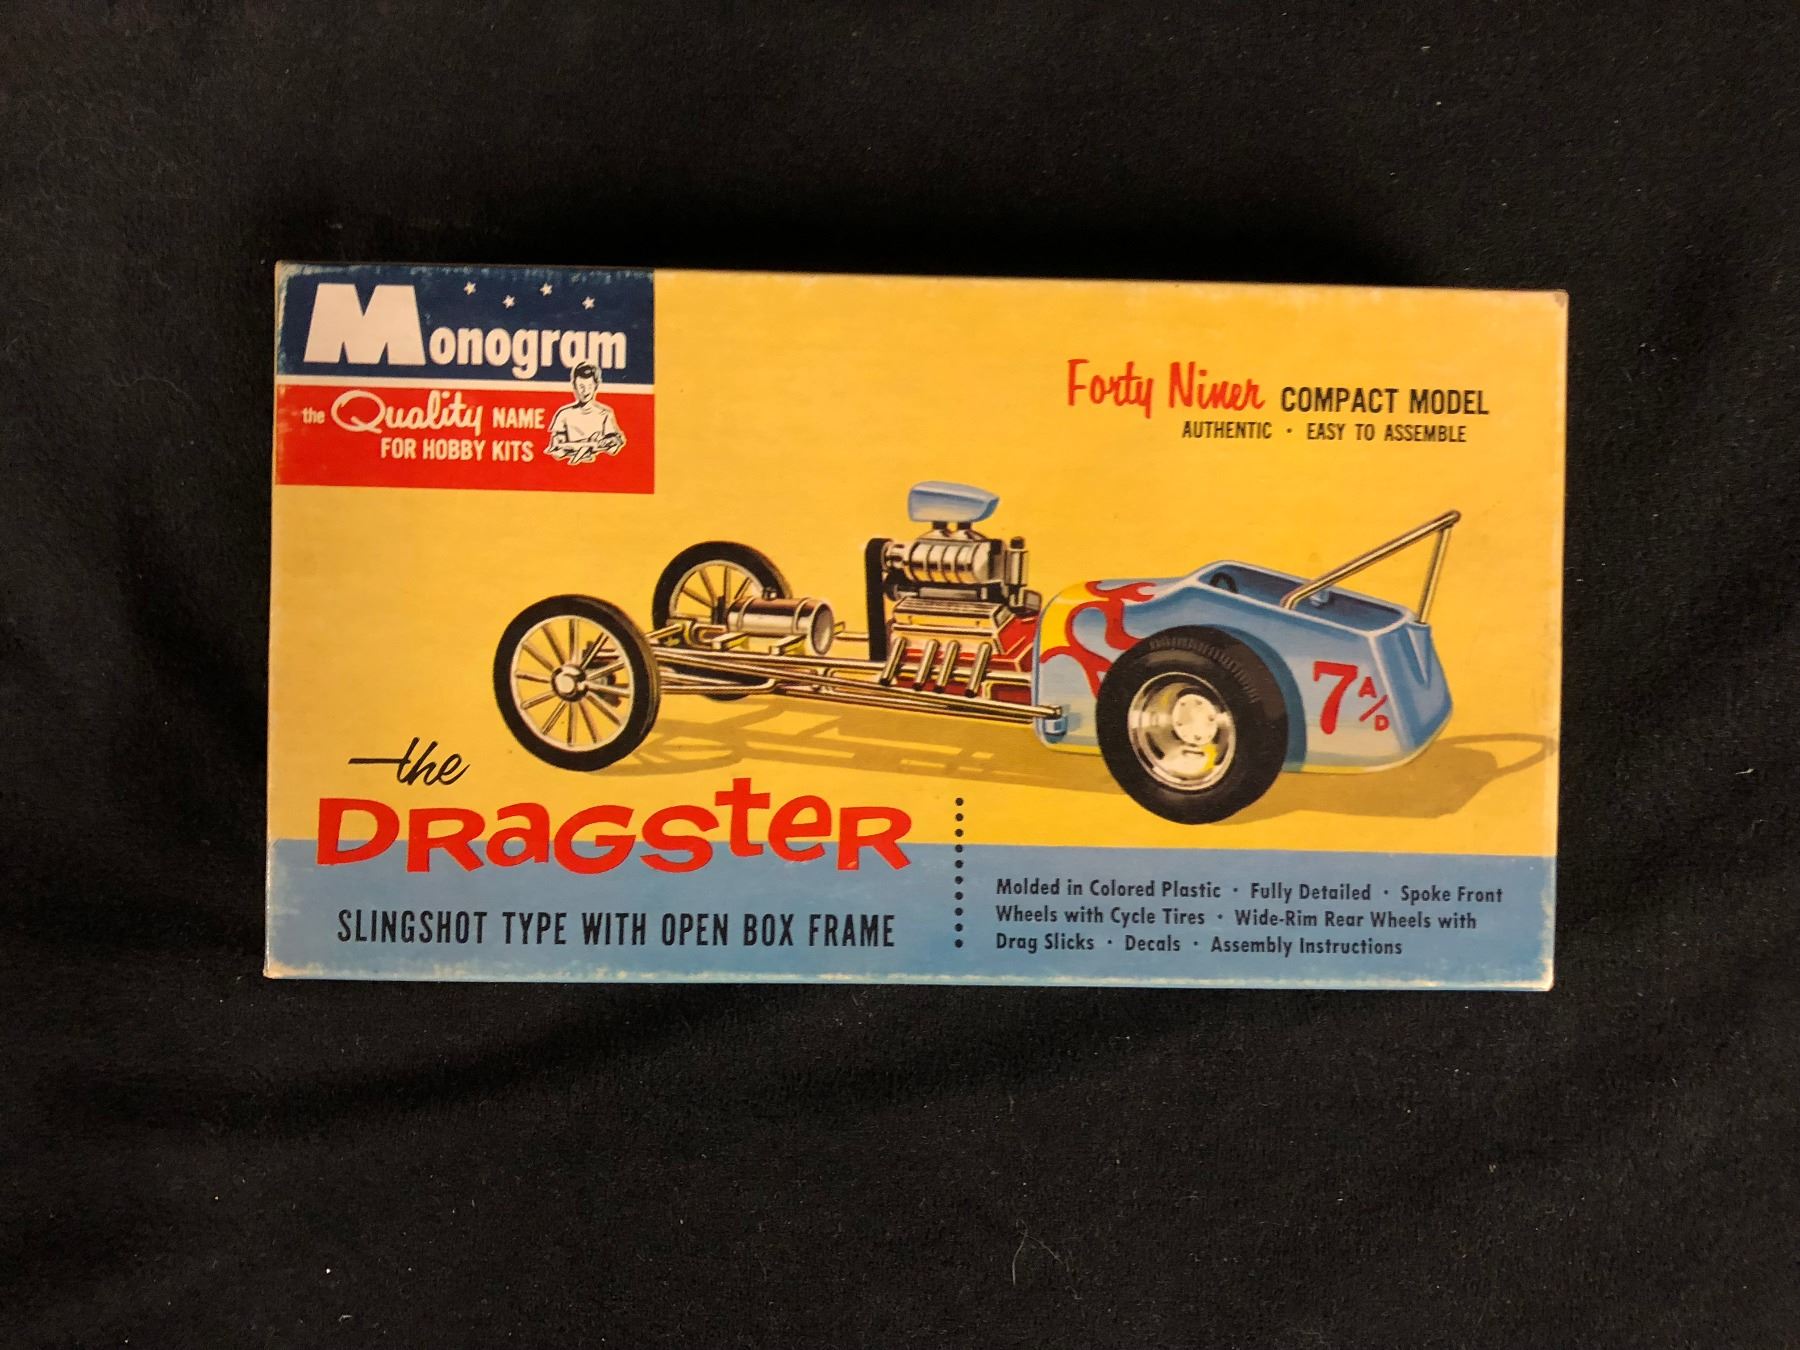 Monogram
the Quality NAME
FOR HOBBY KITS
Forty Niner COMPACT MODEL
AUTHENTIC · EASY TO ASSEMBLE
7 A/D
the
DRAGSTER
SLINGSHOT TYPE WITH OPEN BOX FRAME
Molded in Colored Plastic · Fully Detailed · Spoke Front
Wheels with Cycle Tires · Wide-Rim Rear Wheels with
Drag Slicks · Decals · Assembly Instructions